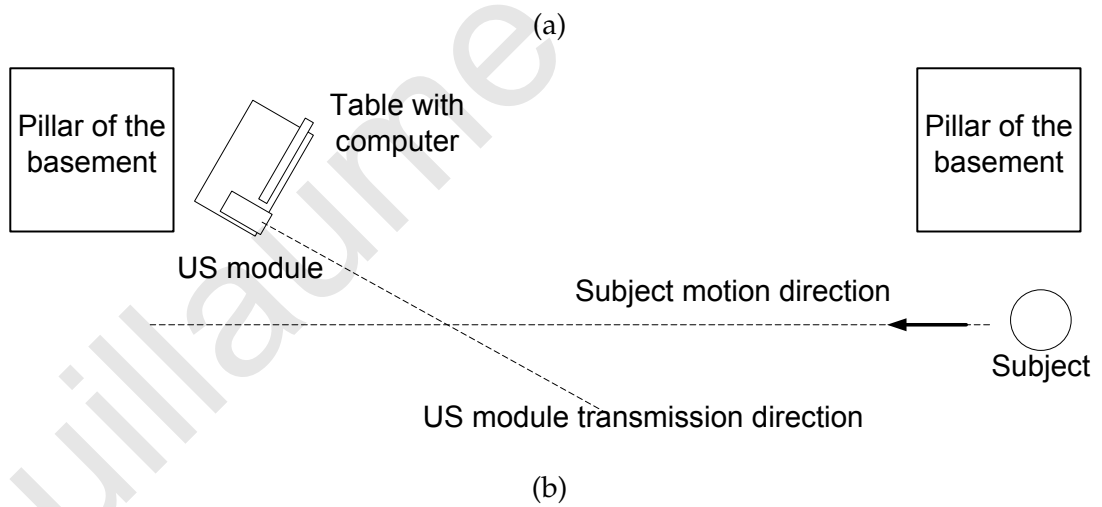 (a)
Pillar of the
basement
Table with
computer
Pillar of the
basement
US module
Subject motion direction
Subject
US module transmission direction
(b)
uillaume